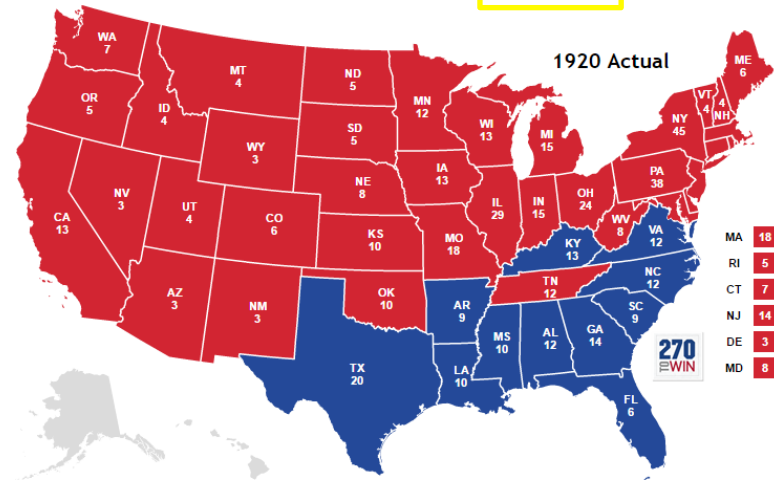 1920 Actual
WA
7
OR
5
ID
4
MT
4
ND
5
MN
12
WI
13
MI
15
ME
6
VT
4
4
NH
NY
45
WY
3
SD
5
IA
13
PA
38
NV
3
UT
4
CO
6
NE
8
IL
29
IN
15
OH
24
WV
8
VA
12
CA
13
KS
10
MO
18
KY
13
MA 18
RI 5
CT 7
NJ 14
DE 3
MD 8
AZ
3
NM
3
OK
10
AR
9
TN
12
NC
12
SC
9
TX
20
LA
10
MS
10
AL
12
GA
14
FL
6
270
TO WIN